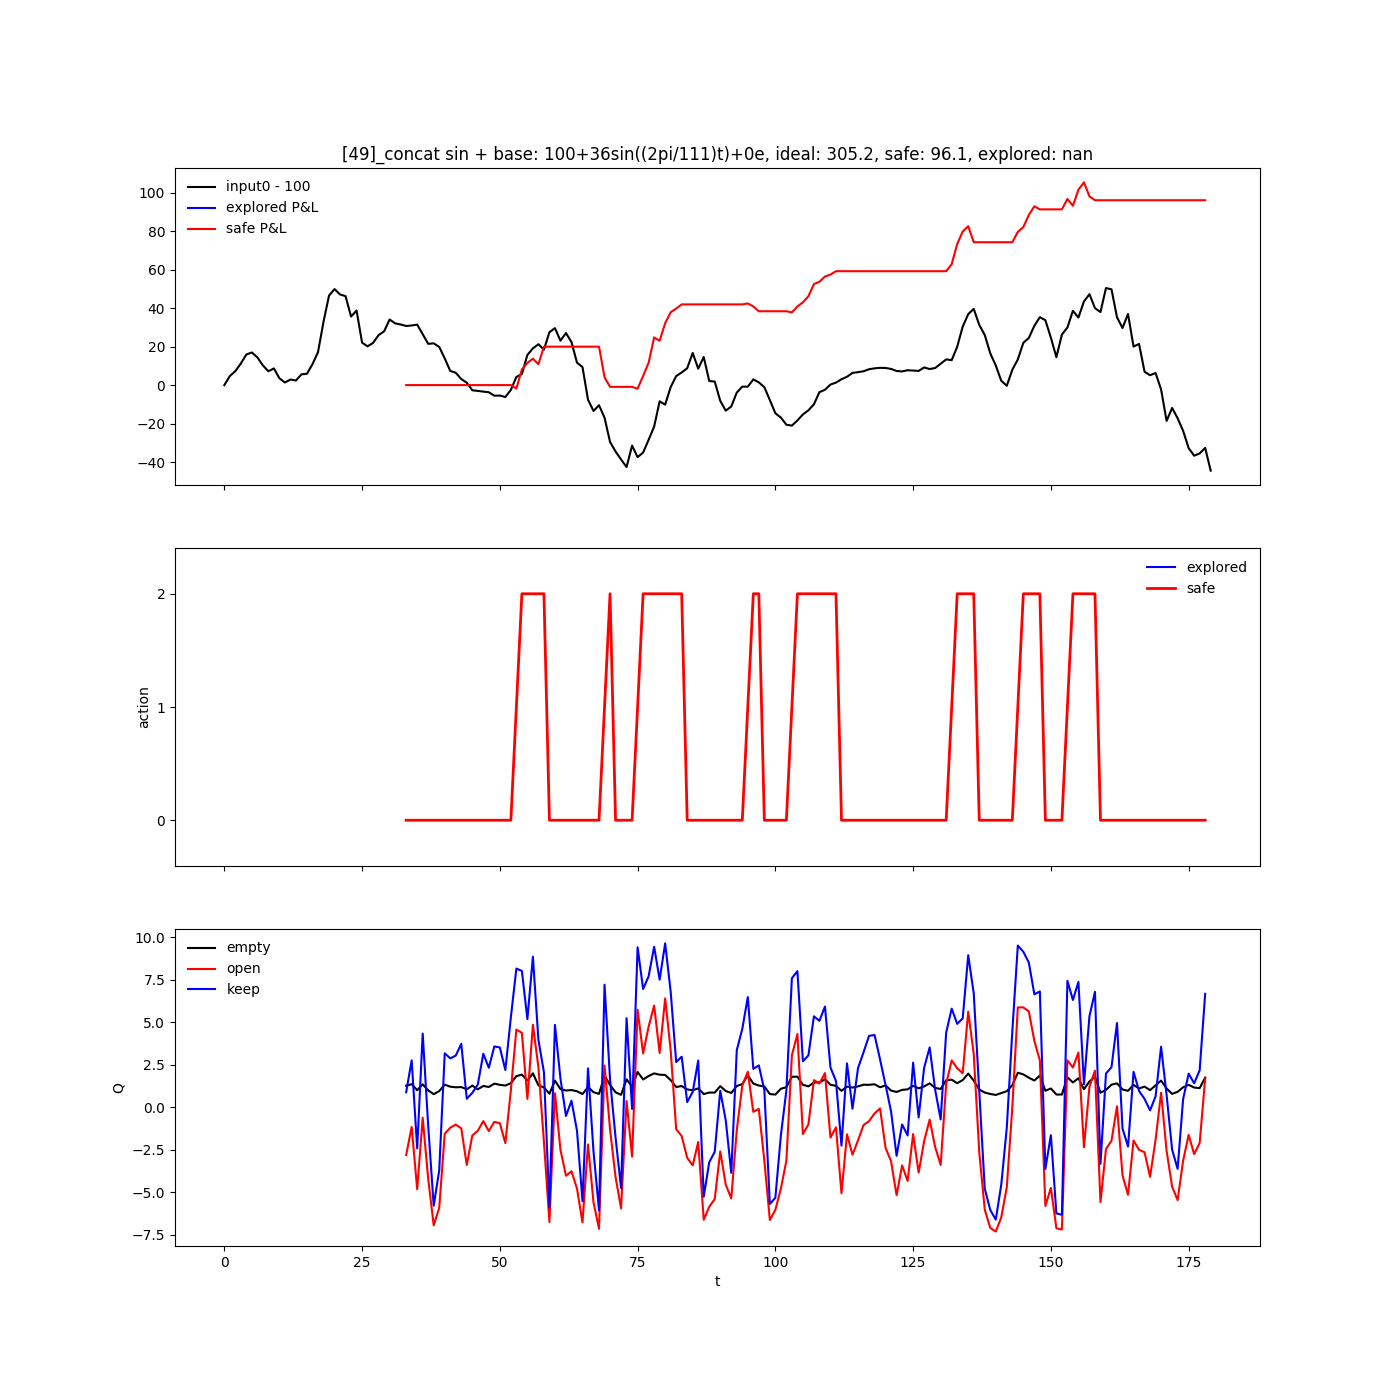 [49]_concat sin + base: 100+36sin((2pi/111)t)+0e, ideal: 305.2, safe: 96.1, explored: nan
input0 - 100
explored P&L
safe P&L
100
80
60
40
20
0
−20
−40
explored
safe
2
1
0
action
empty
open
keep
10.0
7.5
5.0
2.5
0.0
−2.5
−5.0
−7.5
Q
0 25 50 75 100 125 150 175
t